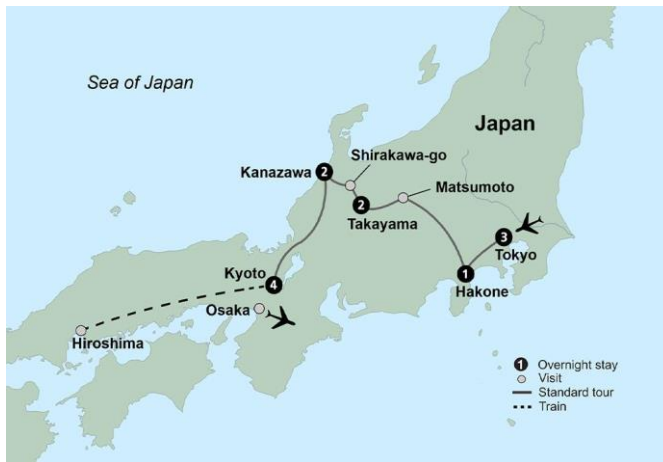 Sea of Japan
Japan
Shirakawa-go
Kanazawa
2
Matsumoto
2
Takayama
3
Tokyo
Kyoto
4
1
Hakone
Osaka
Hiroshima
1 Overnight stay
Visit
Standard tour
Train